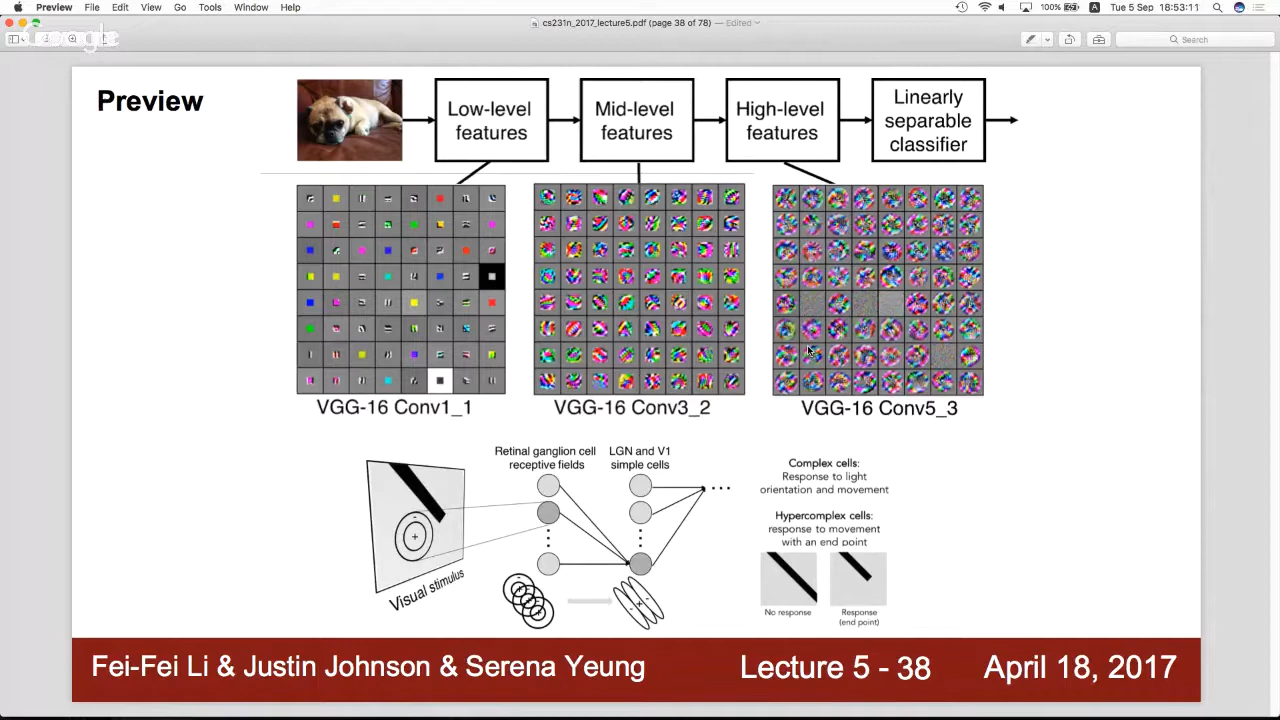 Preview File Edit View Go Tools Bookmarks Window Help 100% A Tue 5 Sep 18:53:11
cs231n_2017_lecture5.pdf (page 38 of 78) — Edited
Search
Preview
Low-level
features
Mid-level
features
High-level
features
Linearly
separable
classifier
VGG-16 Conv1_1
VGG-16 Conv3_2
VGG-16 Conv5_3
Visual stimulus
Retinal ganglion cell
receptive fields
LGN and V1
simple cells
Complex cells:
Response to light
orientation and movement
Hypercomplex cells:
response to movement
with an end point
No response
Response
(end point)
Fei-Fei Li & Justin Johnson & Serena Yeung
Lecture 5 - 38
April 18, 2017